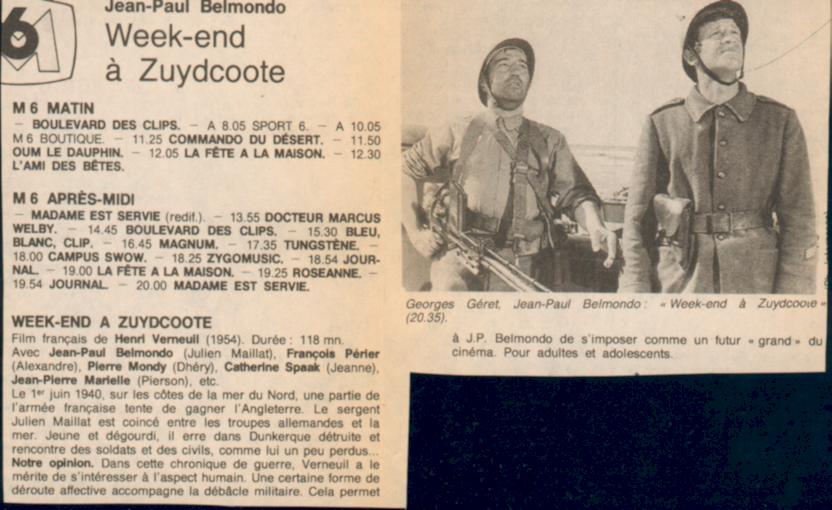 Jean-Paul Belmondo
6
Week-end
à Zuydcoote
M 6 MATIN
— BOULEVARD DES CLIPS. — A 8.05 SPORT 6. — A 10.05
M 6 BOUTIQUE. — 11.25 COMMANDO DU DÉSERT. — 11.50
OUM LE DAUPHIN. — 12.05 LA FÊTE A LA MAISON. — 12.30
L'AMI DES BÊTES.
M 6 APRÈS-MIDI
— MADAME EST SERVIE (redif.). — 13.55 DOCTEUR MARCUS
WELBY. — 14.45 BOULEVARD DES CLIPS. — 15.30 BLEU,
BLANC, CLIP. — 16.45 MAGNUM. — 17.35 TUNGSTÈNE. —
18.00 CAMPUS SWOW. — 18.25 ZYGOMUSIC. — 18.54 JOUR-
NAL. — 19.00 LA FÊTE A LA MAISON. — 19.25 ROSEANNE. —
19.54 JOURNAL. — 20.00 MADAME EST SERVIE.
WEEK-END A ZUYDCOOTE
Film français de Henri Verneuil (1954). Durée : 118 mn.
Avec Jean-Paul Belmondo (Julien Maillat), François Périer
(Alexandre), Pierre Mondy (Dhéry), Catherine Spaak (Jeanne),
Jean-Pierre Marielle (Pierson), etc.
Le 1er juin 1940, sur les côtes de la mer du Nord, une partie de
l'armée française tente de gagner l'Angleterre. Le sergent
Julien Maillat est coincé entre les troupes allemandes et la
mer. Jeune et dégourdi, il erre dans Dunkerque détruite et
rencontre des soldats et des civils, comme lui un peu perdus...
Notre opinion. Dans cette chronique de guerre, Verneuil a le
mérite de s'intéresser à l'aspect humain. Une certaine forme de
déroute affective accompagne la débâcle militaire. Cela permet
Georges Géret, Jean-Paul Belmondo : « Week-end à Zuydcoote »
(20.35).
à J.P. Belmondo de s'imposer comme un futur « grand » du
cinéma. Pour adultes et adolescents.